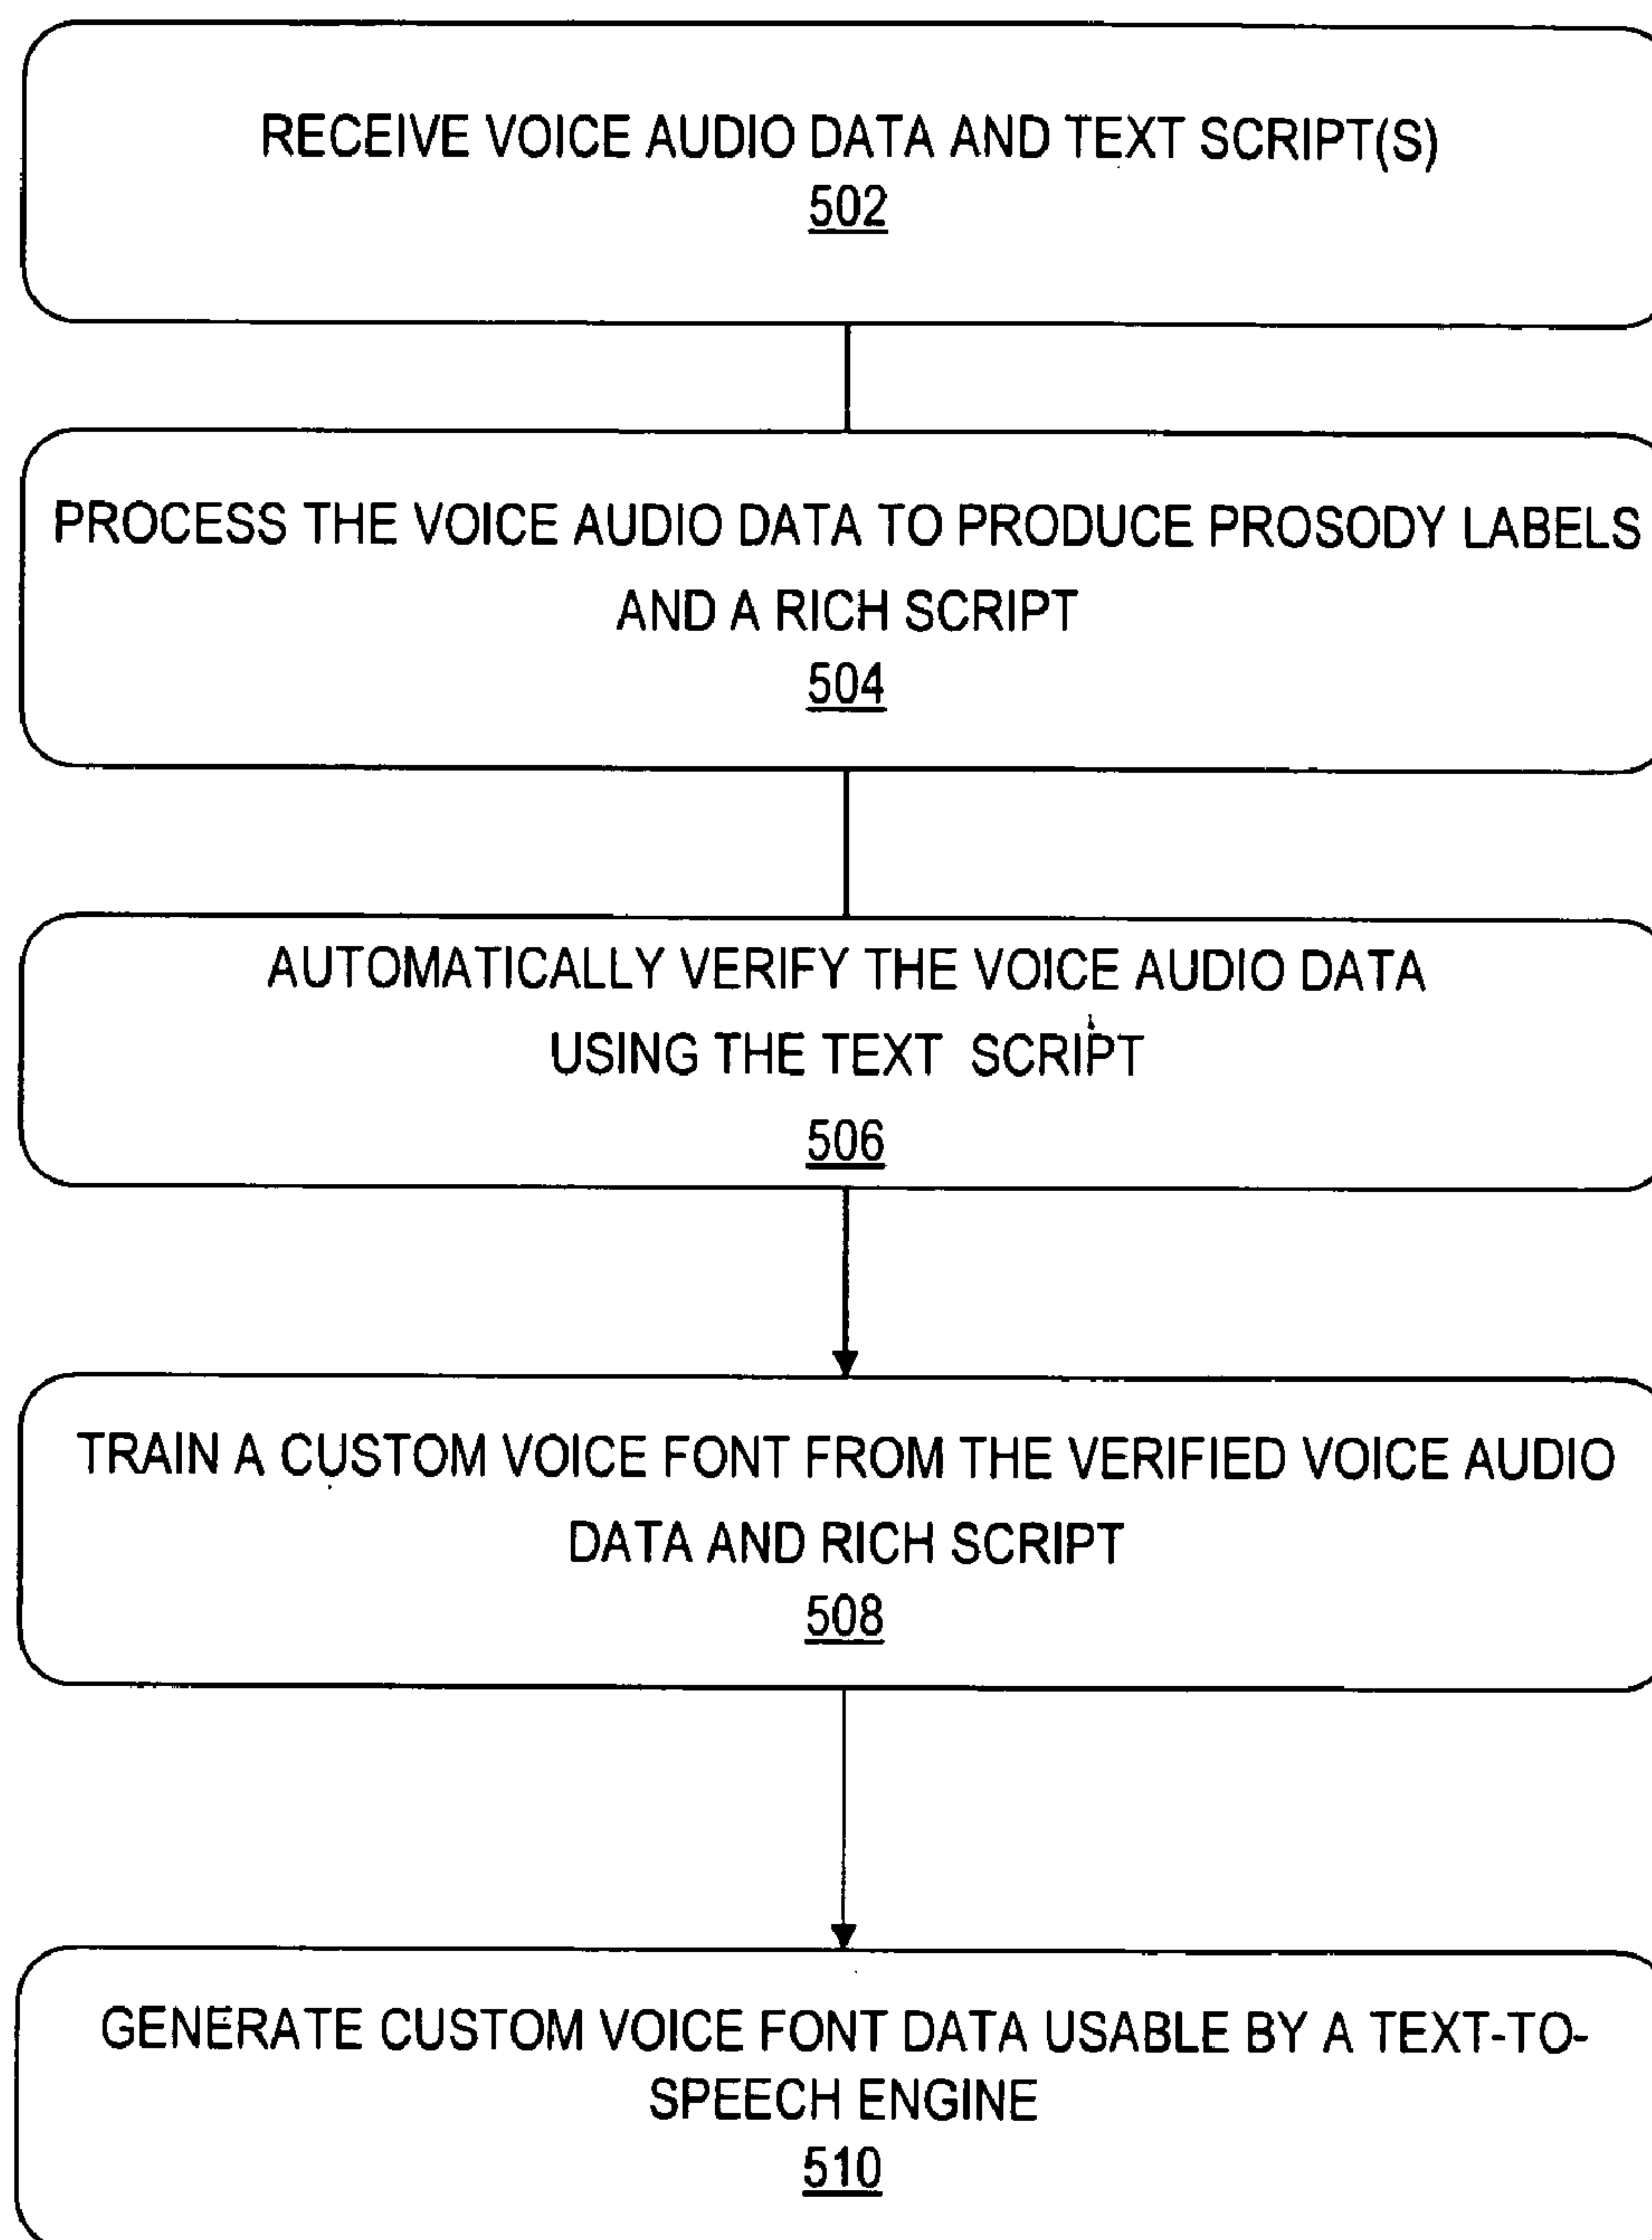 RECEIVE VOICE AUDIO DATA AND TEXT SCRIPT(S)
502
PROCESS THE VOICE AUDIO DATA TO PRODUCE PROSODY LABELS
AND A RICH SCRIPT
504
AUTOMATICALLY VERIFY THE VOICE AUDIO DATA
USING THE TEXT SCRIPT
506
TRAIN A CUSTOM VOICE FONT FROM THE VERIFIED VOICE AUDIO
DATA AND RICH SCRIPT
508
GENERATE CUSTOM VOICE FONT DATA USABLE BY A TEXT-TO-
SPEECH ENGINE
510